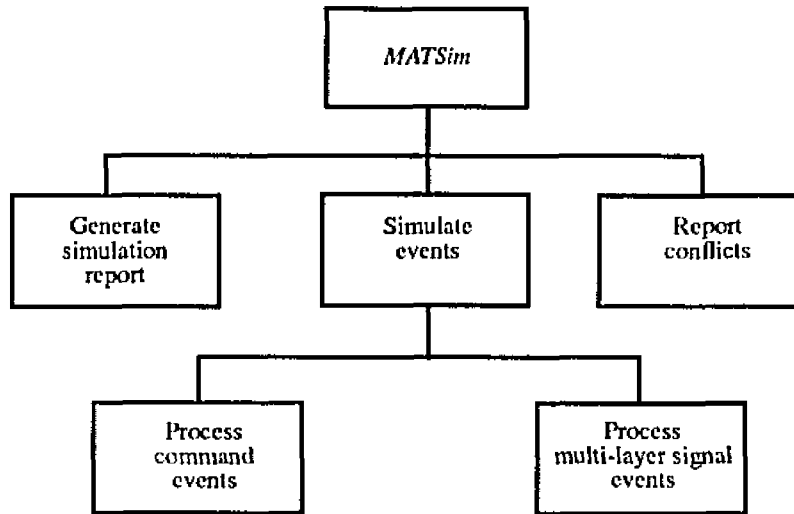 MATSim
Generate
simulation
report
Simulate
events
Report
conflicts
Process
command
events
Process
multi-layer signal
events